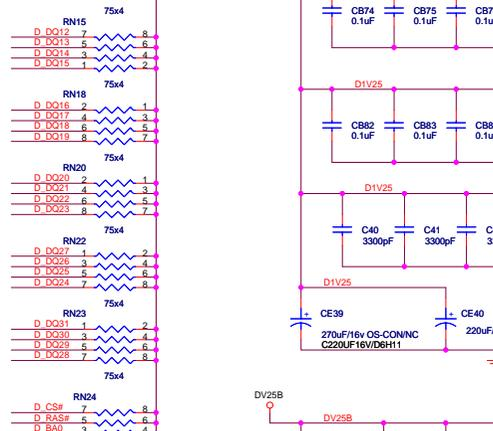 75x4
RN15
D_DQ12 7 8
D_DQ13 5 6
D_DQ14 3 4
D_DQ15 1 2
75x4
RN18
D_DQ16 2 1
D_DQ17 4 3
D_DQ18 6 5
D_DQ19 8 7
75x4
RN20
D_DQ20 2 1
D_DQ21 4 3
D_DQ22 6 5
D_DQ23 8 7
75x4
RN22
D_DQ27 1 2
D_DQ26 3 4
D_DQ25 5 6
D_DQ24 7 8
75x4
RN23
D_DQ31 1 2
D_DQ30 3 4
D_DQ29 5 6
D_DQ28 7 8
75x4
RN24
D_CS# 7 8
D_RAS# 5 6
D_BA0 3 4
CB74 CB75
0.1uF 0.1uF 0.1u
D1V25
CB82 CB83
0.1uF 0.1uF 0.1u
D1V25
C40 C41
3300pF 3300pF
D1V25
CE39 CE40
270uF/16v OS-CON/NC
C220UF16V/D6H11
DV25B
DV25B